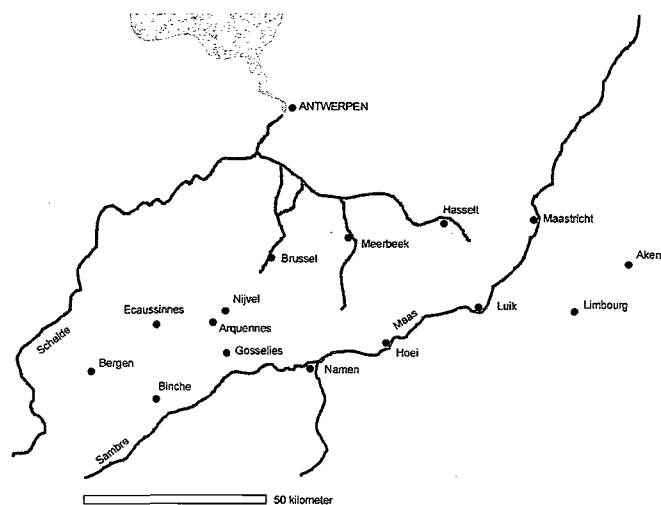 ANTWERPEN
Hasselt
Maastricht
Meerbeek
Brussel
Aken
Nijvel
Ecaussinnes
Arquennes
Luik
Limbourg
Maas
Schelde
Gosselies
Hoei
Bergen
Namen
Binche
Sambre
50 kilometer